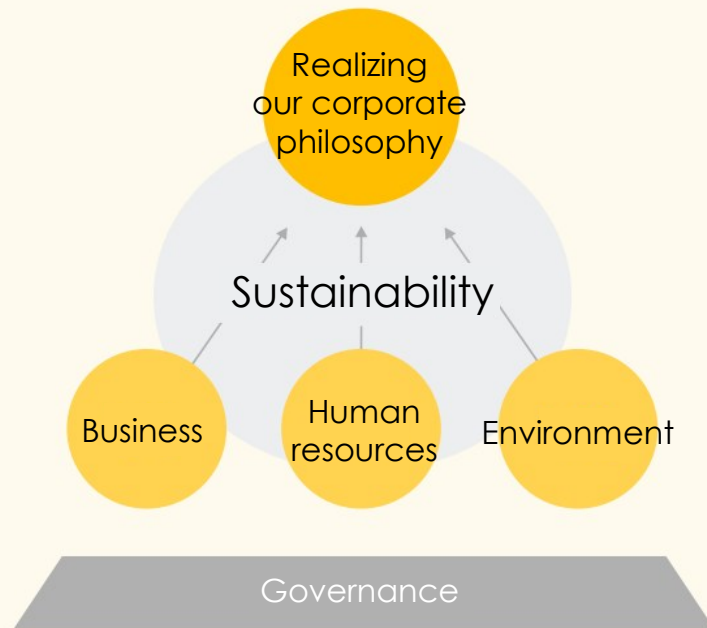 Realizing
our corporate
philosophy
Sustainability
Business
Human
resources
Environment
Governance